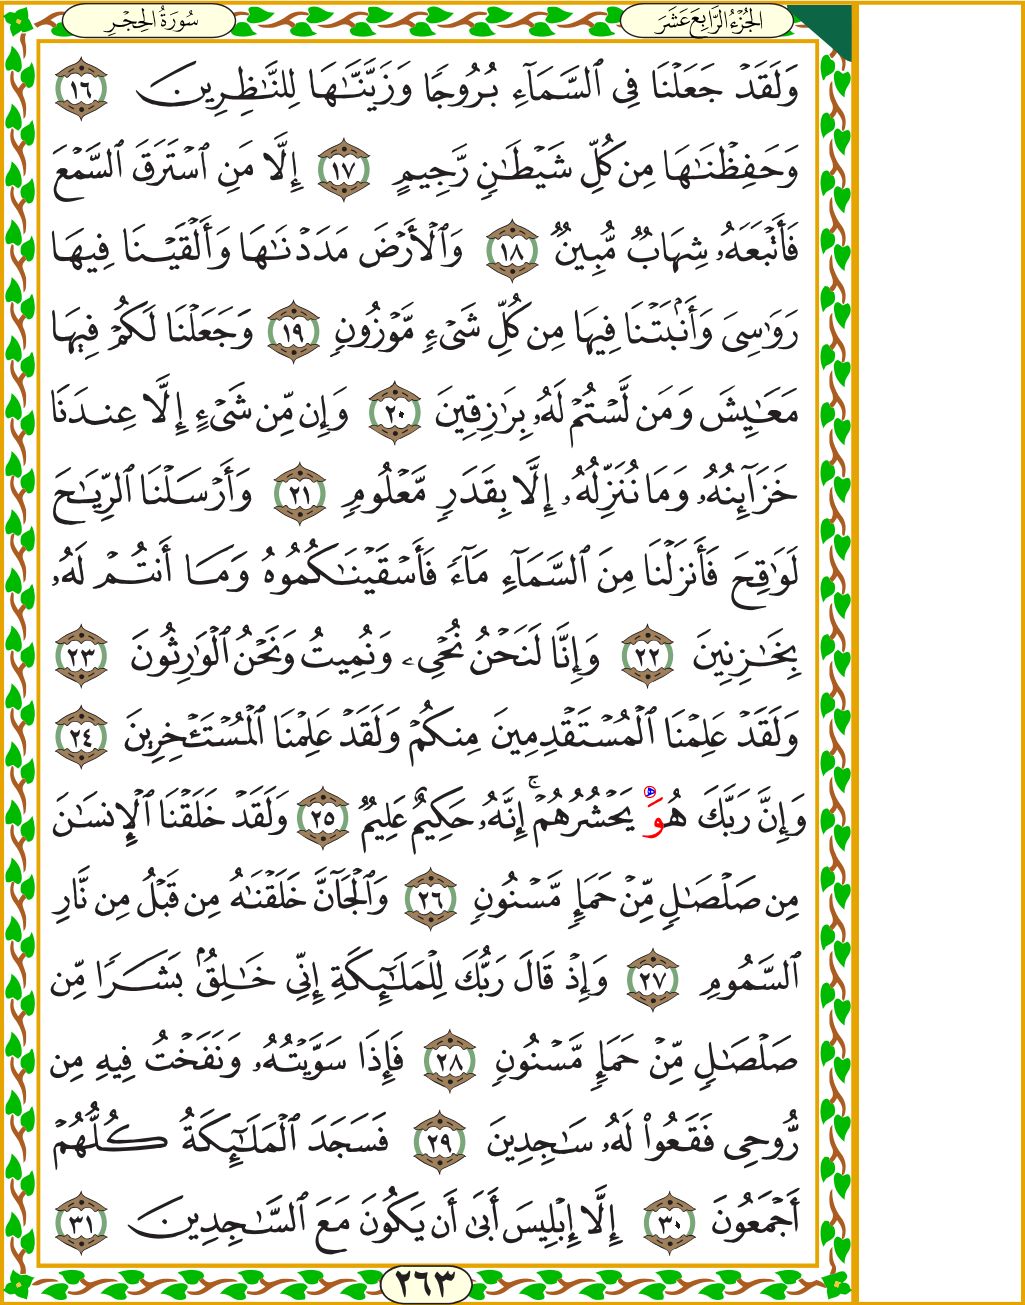 سُورَةُ الحِجْرِ
الجُزْءُ الرَّابِعَ عَشَرَ
وَلَقَدْ جَعَلْنَا فِى ٱلسَّمَآءِ بُرُوجًا وَزَيَّنَّٰهَا لِلنَّٰظِرِينَ ١٦
وَحَفِظْنَٰهَا مِن كُلِّ شَيْطَٰنٍ رَّجِيمٍ ١٧ إِلَّا مَنِ ٱسْتَرَقَ ٱلسَّمْعَ
فَأَتْبَعَهُۥ شِهَابٌ مُّبِينٌ ١٨ وَٱلْأَرْضَ مَدَدْنَٰهَا وَأَلْقَيْنَا فِيهَا
رَوَٰسِىَ وَأَنۢبَتْنَا فِيهَا مِن كُلِّ شَىْءٍ مَّوْزُونٍ ١٩ وَجَعَلْنَا لَكُمْ فِيهَا
مَعَٰيِشَ وَمَن لَّسْتُمْ لَهُۥ بِرَٰزِقِينَ ٢٠ وَإِن مِّن شَىْءٍ إِلَّا عِندَنَا
خَزَآئِنُهُۥ وَمَا نُنَزِّلُهُۥٓ إِلَّا بِقَدَرٍ مَّعْلُومٍ ٢١ وَأَرْسَلْنَا ٱلرِّيَٰحَ
لَوَٰقِحَ فَأَنزَلْنَا مِنَ ٱلسَّمَآءِ مَآءً فَأَسْقَيْنَٰكُمُوهُ وَمَآ أَنتُمْ لَهُۥ
بِخَٰزِنِينَ ٢٢ وَإِنَّا لَنَحْنُ نُحْىِۦ وَنُمِيتُ وَنَحْنُ ٱلْوَٰرِثُونَ ٢٣
وَلَقَدْ عَلِمْنَا ٱلْمُسْتَقْدِمِينَ مِنكُمْ وَلَقَدْ عَلِمْنَا ٱلْمُسْتَـْٔخِرِينَ ٢٤
وَإِنَّ رَبَّكَ هُوَ يَحْشُرُهُمْ ۚ إِنَّهُۥ حَكِيمٌ عَلِيمٌ ٢٥ وَلَقَدْ خَلَقْنَا ٱلْإِنسَٰنَ
مِن صَلْصَٰلٍ مِّنْ حَمَإٍ مَّسْنُونٍ ٢٦ وَٱلْجَآنَّ خَلَقْنَٰهُ مِن قَبْلُ مِن نَّارِ
ٱلسَّمُومِ ٢٧ وَإِذْ قَالَ رَبُّكَ لِلْمَلَٰٓئِكَةِ إِنِّى خَٰلِقٌۢ بَشَرًا مِّن
صَلْصَٰلٍ مِّنْ حَمَإٍ مَّسْنُونٍ ٢٨ فَإِذَا سَوَّيْتُهُۥ وَنَفَخْتُ فِيهِ مِن
رُّوحِى فَقَعُوا۟ لَهُۥ سَٰجِدِينَ ٢٩ فَسَجَدَ ٱلْمَلَٰٓئِكَةُ كُلُّهُمْ
أَجْمَعُونَ ٣٠ إِلَّآ إِبْلِيسَ أَبَىٰٓ أَن يَكُونَ مَعَ ٱلسَّٰجِدِينَ ٣١
٢٦٣